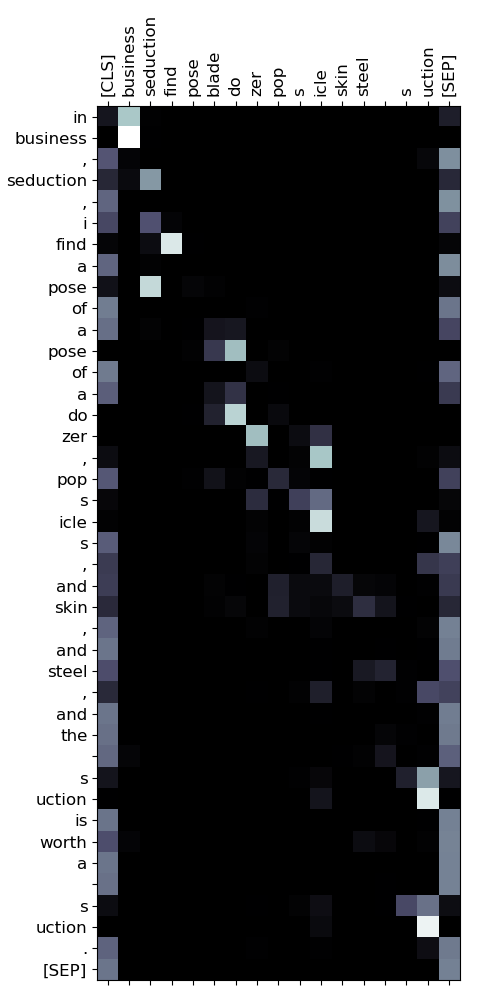 [CLS]
business
seduction
find
pose
blade
do
zer
pop
s
icle
skin
steel
s
uction
[SEP]
in
business
,
seduction
,
i
find
a
pose
of
a
pose
of
a
do
zer
,
pop
s
icle
s
,
and
skin
,
and
steel
,
and
the
s
uction
is
worth
a
s
uction
.
[SEP]